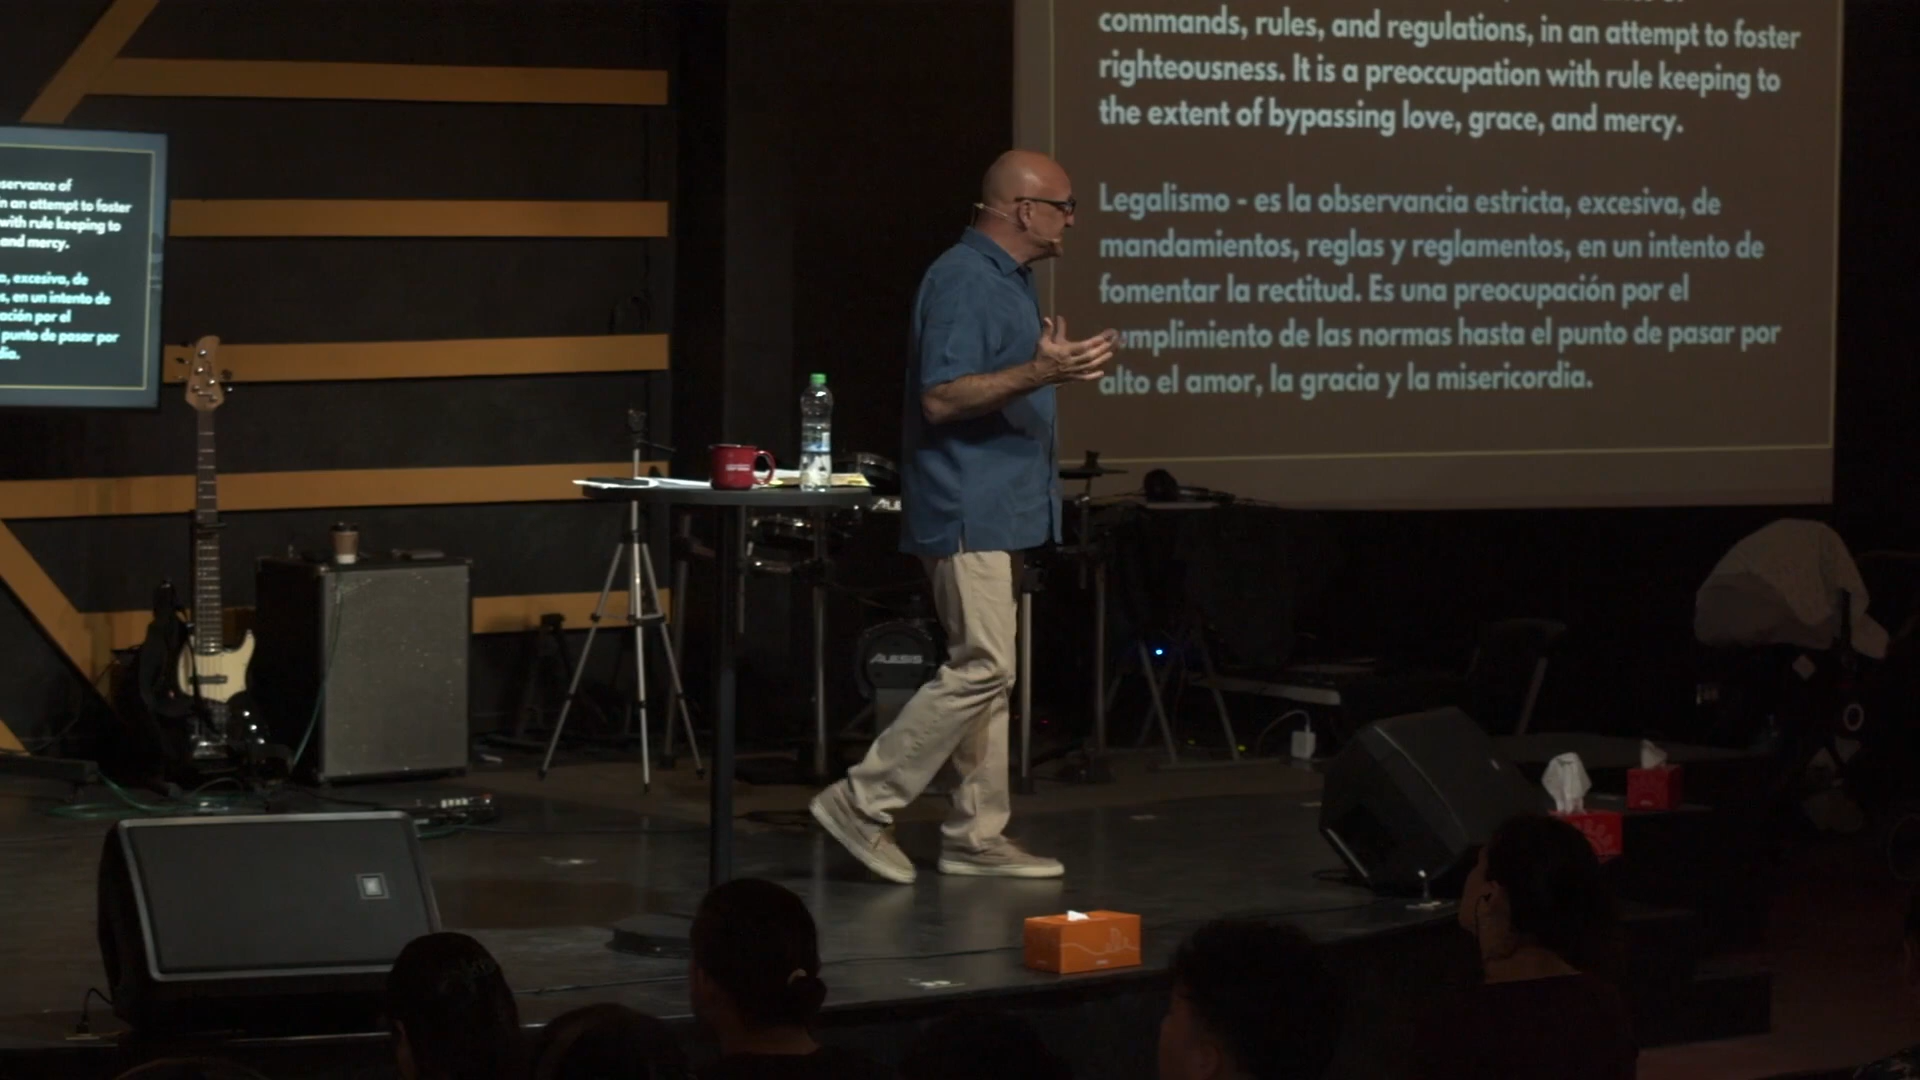 commands, rules, and regulations, in an attempt to foster
righteousness. It is a preoccupation with rule keeping to
the extent of bypassing love, grace, and mercy.
Legalismo - es la observancia estricta, excesiva, de
mandamientos, reglas y reglamentos, en un intento de
fomentar la rectitud. Es una preocupación por el
cumplimiento de las normas hasta el punto de pasar por
alto el amor, la gracia y la misericordia.
servance of
n an attempt to foster
with rule keeping to
and mercy.
a, excesiva, de
s, en un intento de
ación por el
punto de pasar por
dia.
ALESIS